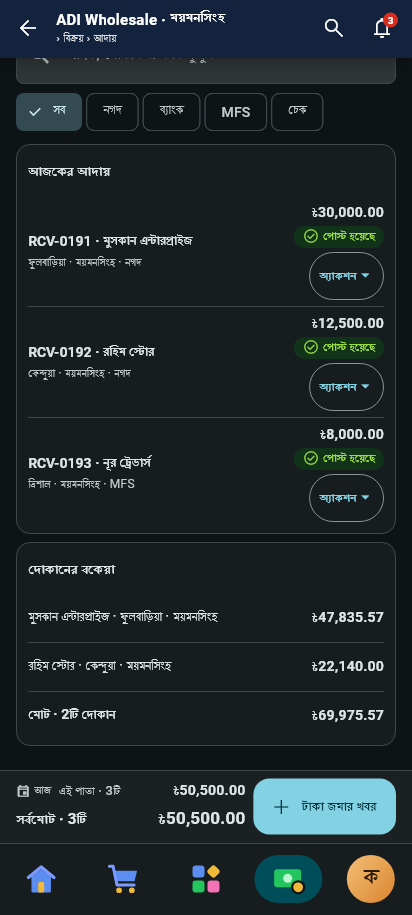 ADI Wholesale · ময়মনসিংহ
› বিক্রয় › আদায়
3
সব
নগদ
ব্যাংক
MFS
চেক
আজকের আদায়
৳30,000.00
RCV-0191 · মুসকান এন্টারপ্রাইজ
পোস্ট হয়েছে
ফুলবাড়িয়া · ময়মনসিংহ · নগদ
অ্যাকশন
৳12,500.00
RCV-0192 · রহিম স্টোর
পোস্ট হয়েছে
কেন্দুয়া · ময়মনসিংহ · নগদ
অ্যাকশন
৳8,000.00
RCV-0193 · নূর ট্রেডার্স
পোস্ট হয়েছে
ত্রিশাল · ময়মনসিংহ · MFS
অ্যাকশন
দোকানের বকেয়া
মুসকান এন্টারপ্রাইজ · ফুলবাড়িয়া · ময়মনসিংহ ৳47,835.57
রহিম স্টোর · কেন্দুয়া · ময়মনসিংহ ৳22,140.00
মোট · 2টি দোকান ৳69,975.57
আজ এই পাতা · 3টি ৳50,500.00
সর্বমোট · 3টি ৳50,500.00
টাকা জমার খবর
ক